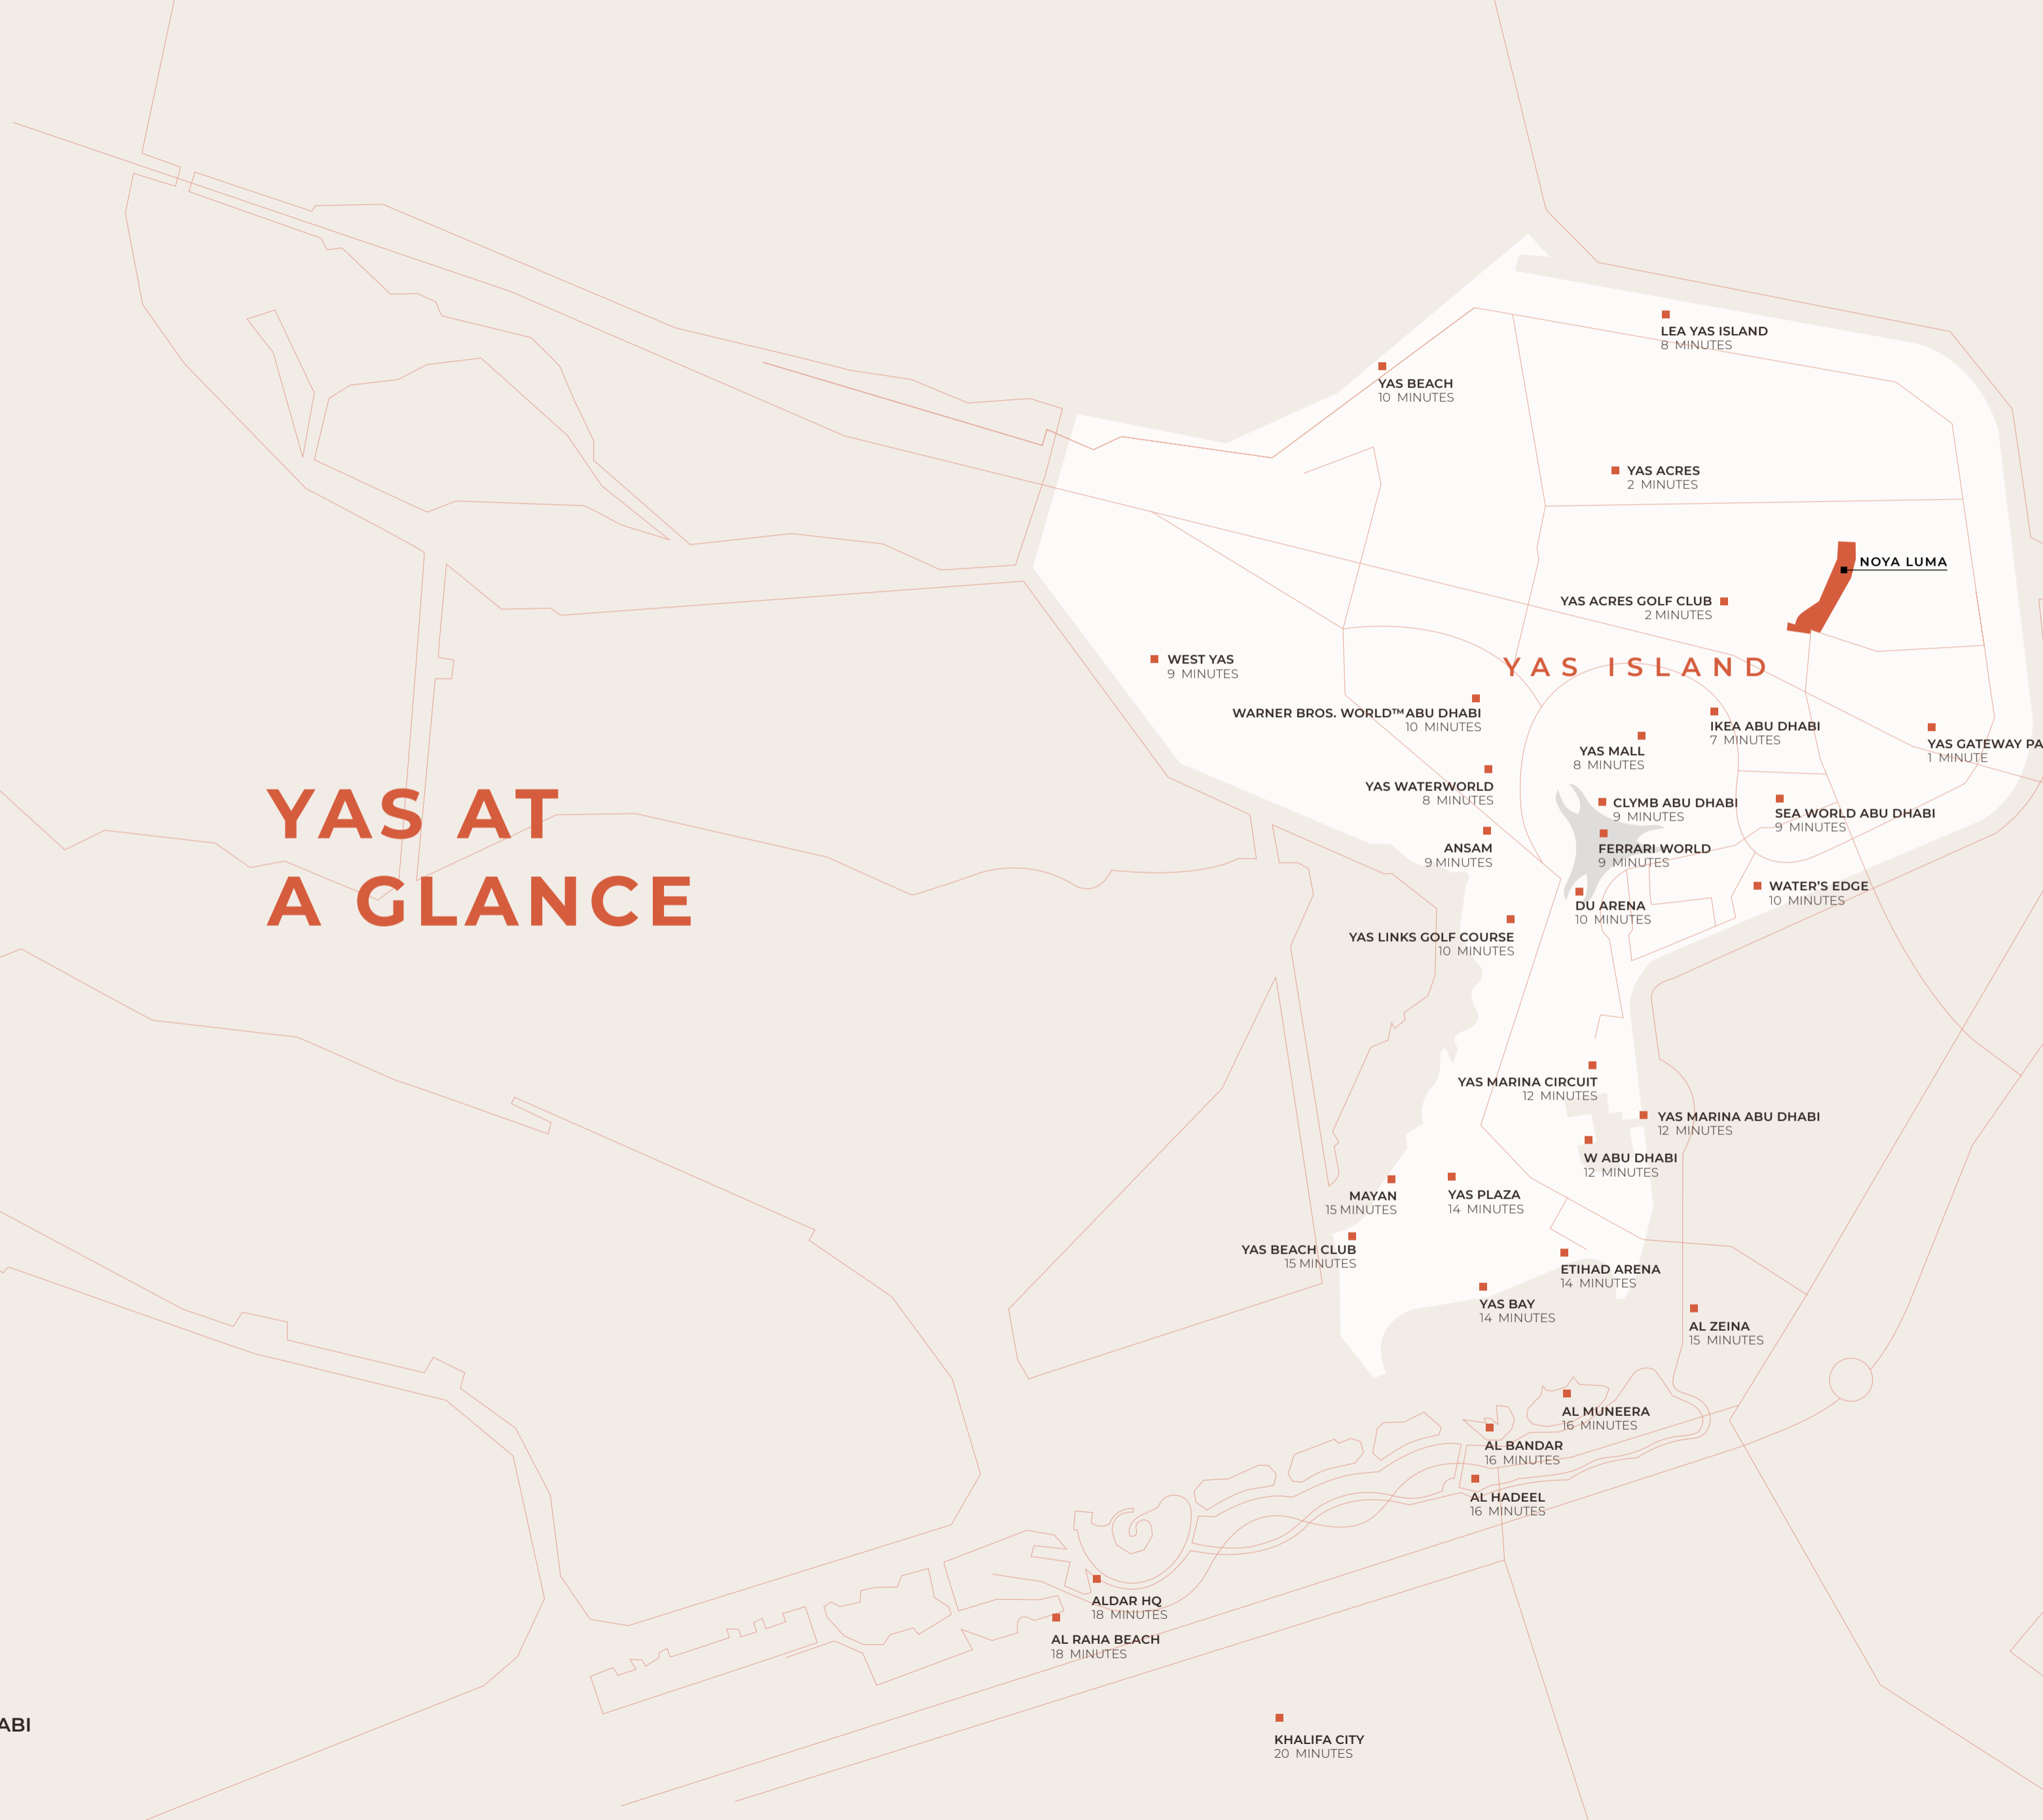 LEA YAS ISLAND
8 MINUTES
YAS BEACH
10 MINUTES
YAS ACRES
2 MINUTES
NOYA LUMA
YAS ACRES GOLF CLUB
2 MINUTES
YAS ISLAND
WEST YAS
9 MINUTES
WARNER BROS. WORLD™ ABU DHABI
10 MINUTES
IKEA ABU DHABI
7 MINUTES
YAS GATEWAY PA
1 MINUTE
YAS MALL
8 MINUTES
YAS WATERWORLD
8 MINUTES
CLYMB ABU DHABI
9 MINUTES
SEA WORLD ABU DHABI
9 MINUTES
YAS AT
A GLANCE
ANSAM
9 MINUTES
FERRARI WORLD
9 MINUTES
WATER'S EDGE
10 MINUTES
DU ARENA
10 MINUTES
YAS LINKS GOLF COURSE
10 MINUTES
YAS MARINA CIRCUIT
12 MINUTES
YAS MARINA ABU DHABI
12 MINUTES
W ABU DHABI
12 MINUTES
MAYAN
15 MINUTES
YAS PLAZA
14 MINUTES
YAS BEACH CLUB
15 MINUTES
ETIHAD ARENA
14 MINUTES
YAS BAY
14 MINUTES
AL ZEINA
15 MINUTES
AL MUNEERA
16 MINUTES
AL BANDAR
16 MINUTES
AL HADEEL
16 MINUTES
ALDAR HQ
18 MINUTES
AL RAHA BEACH
18 MINUTES
ABI
KHALIFA CITY
20 MINUTES